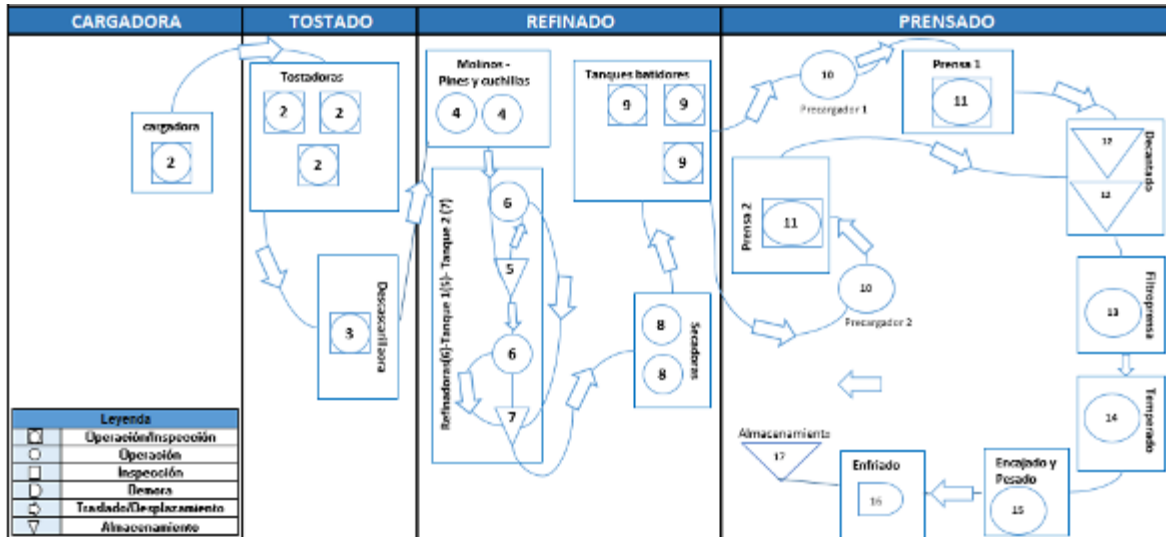 CARGADORA
TOSTADO
REFINADO
PRENSADO
cargadora
2
Tostadoras
2
2
2
Descascarillaora
3
Molinos -
Pines y cuchillas
4
4
Refinadoras(6)-Tanque 1(5)- Tanque 2 (7)
6
5
6
7
Tanques batidores
9
9
9
Secadoras
8
8
10
Precargador 1
Prensa 1
11
Prensa 2
11
10
Precargador 2
Decantado
12
12
Filtroprensa
13
Temperado
14
Encajado y
Pesado
15
Enfriado
16
Almacenamiento
17
Leyenda
Operación/Inspección
Operación
Inspección
Demora
Traslado/Desplazamiento
Almacenamiento